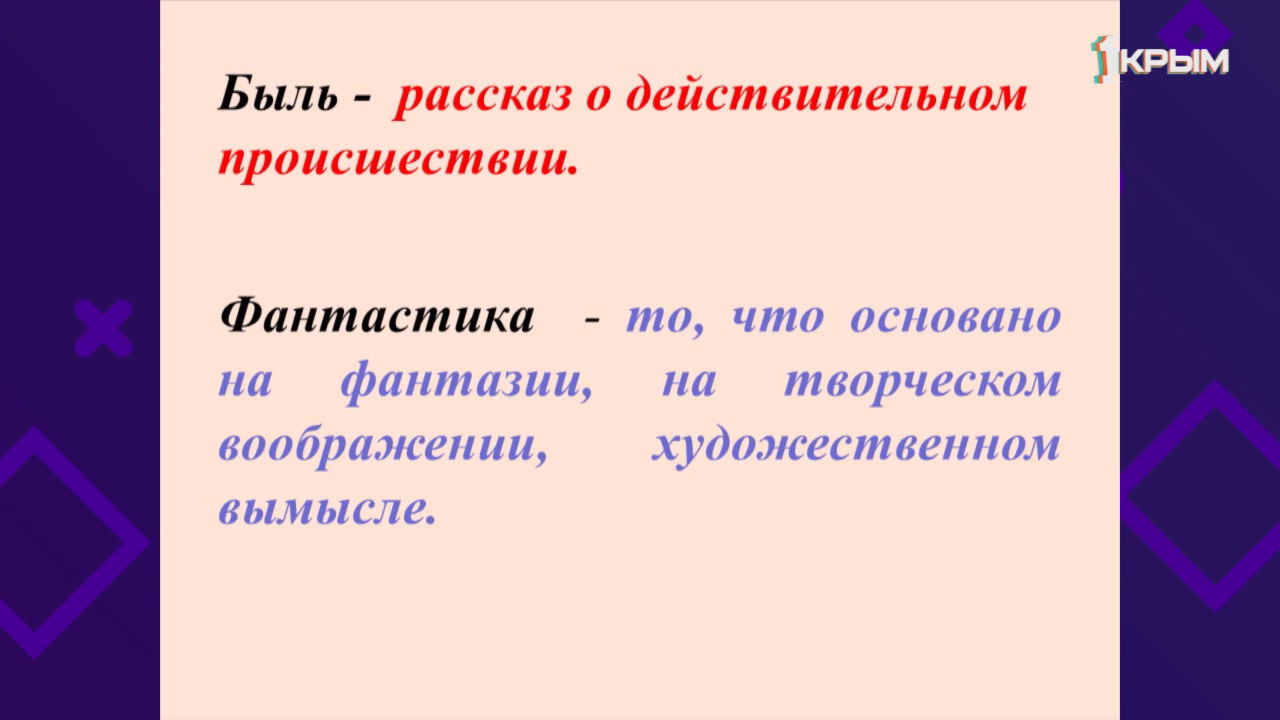 1КРЫМ
Быль - рассказ о действительном
происшествии.
Фантастика - то, что основано
на фантазии, на творческом
воображении, художественном
вымысле.